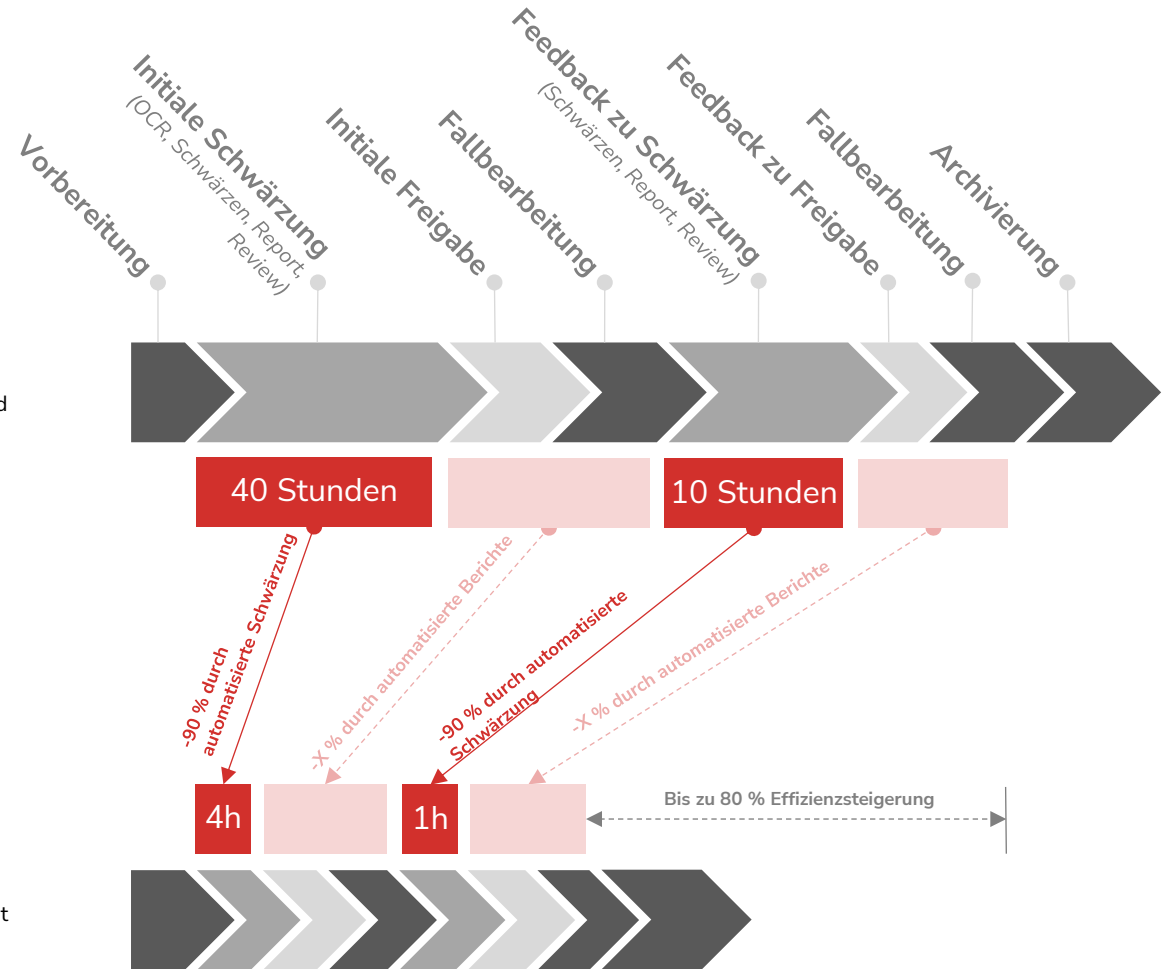 Vorbereitung
Initiale Schwärzung
(OCR, Schwärzen, Report,
Review)
Initiale Freigabe
Fallbearbeitung
Feedback zu Schwärzung
(Schwärzen, Report, Review)
Feedback zu Freigabe
Fallbearbeitung
Archivierung
d
40 Stunden
10 Stunden
-90 % durch
automatisierte Schwärzung
-X % durch automatisierte Berichte
-90 % durch automatisierte
Schwärzung
-X % durch automatisierte Berichte
4h
1h
Bis zu 80 % Effizienzsteigerung
t